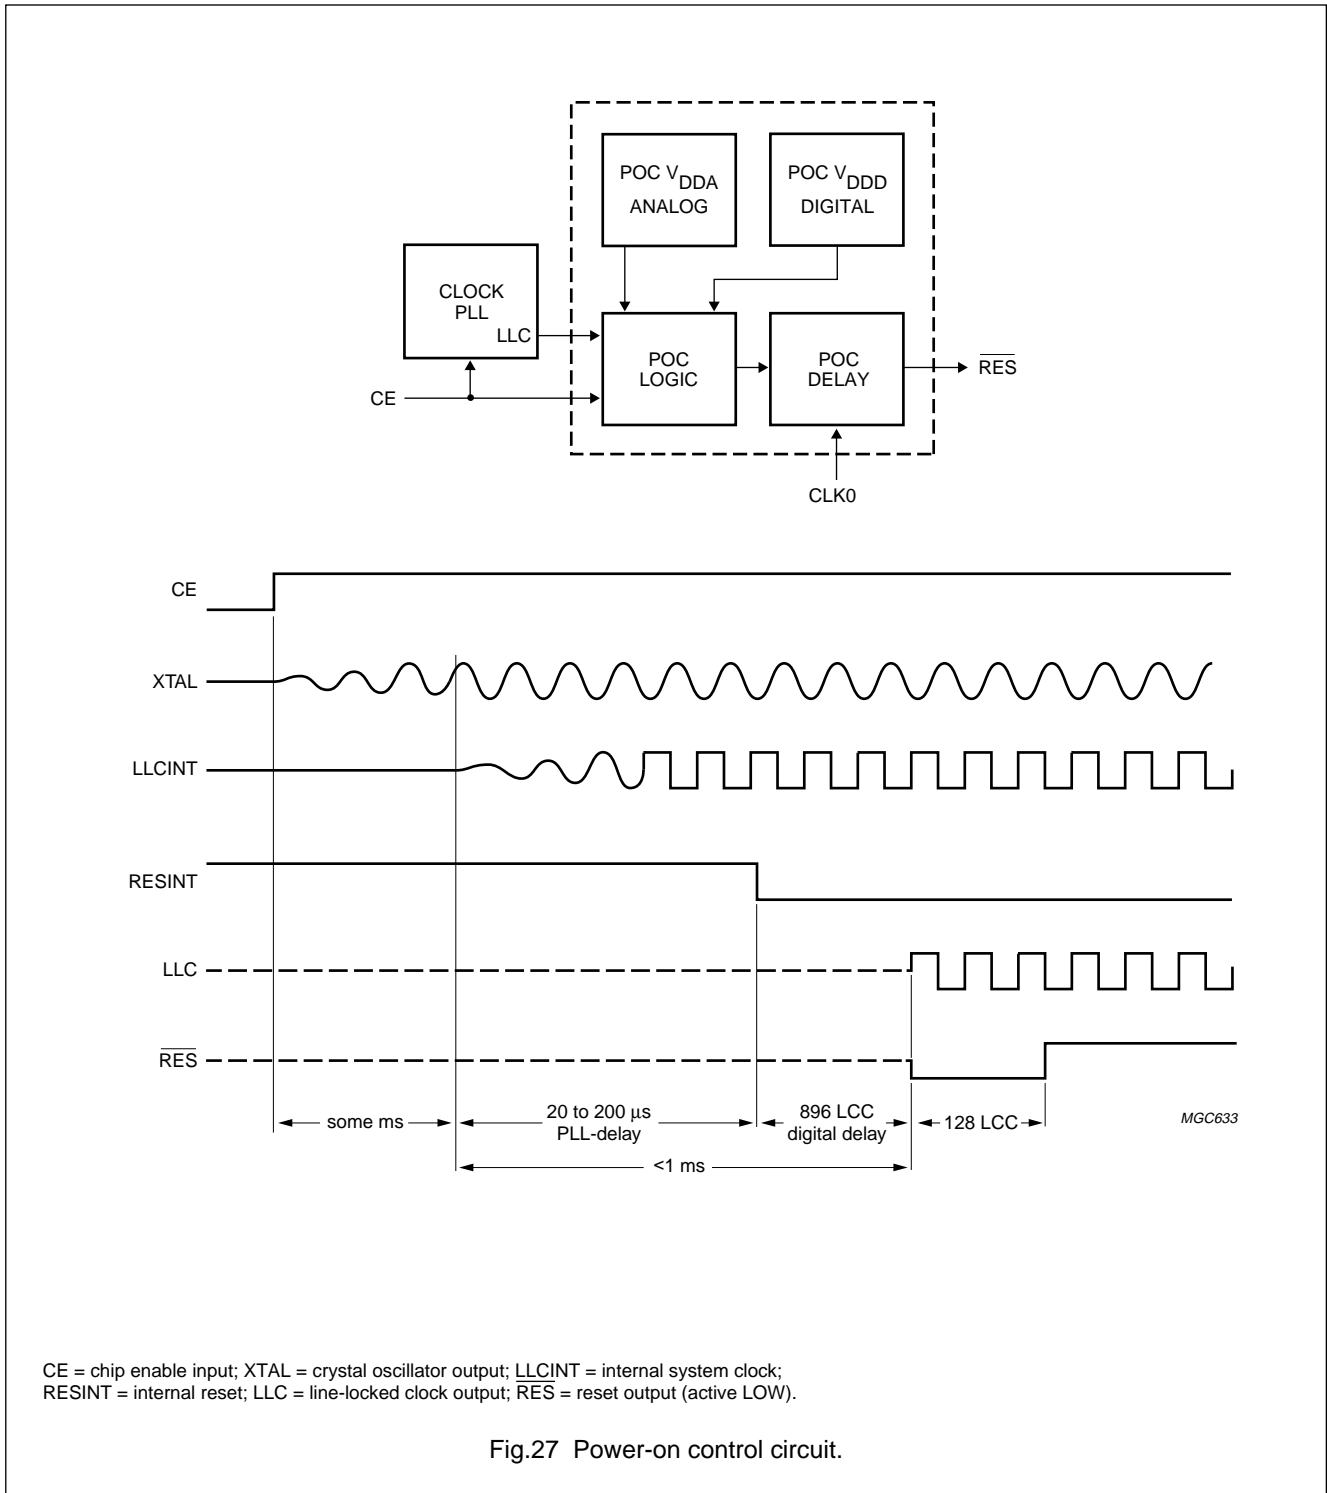 POC VDDA
ANALOG
POC VDDD
DIGITAL
CLOCK
PLL
LLC
POC
LOGIC
POC
DELAY
RES
CE
CLK0
CE
XTAL
LLCINT
RESINT
LLC
RES
some ms
20 to 200 μs
PLL-delay
896 LCC
digital delay
128 LCC
<1 ms
MGC633
CE = chip enable input; XTAL = crystal oscillator output; LLCINT = internal system clock;
RESINT = internal reset; LLC = line-locked clock output; RES = reset output (active LOW).
Fig.27 Power-on control circuit.